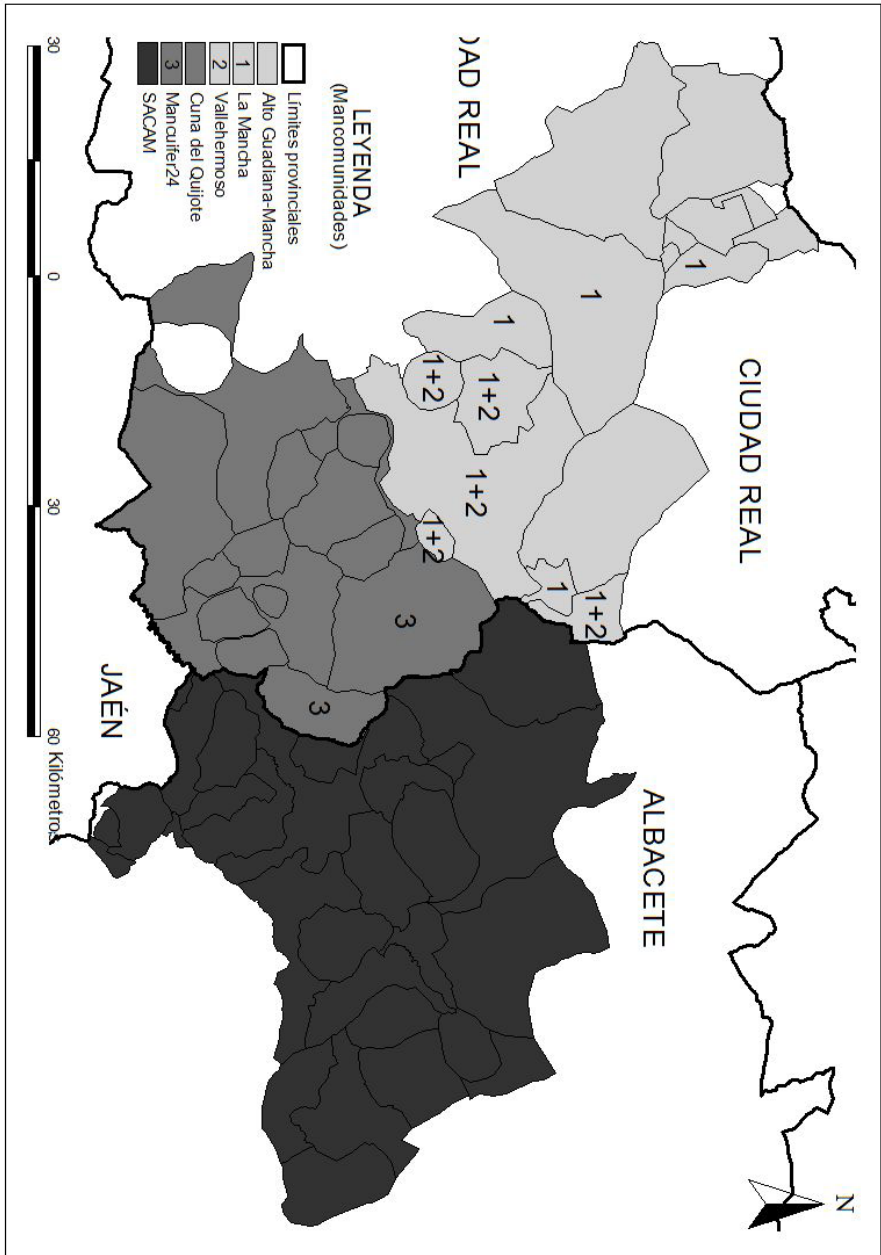 N
CIUDAD REAL
ALBACETE
DAD REAL
JAÉN
1
1
1
1+2
1+2
1+2
1+2
1
1+2
3
3
LEYENDA
(Mancomunidades)
Límites provinciales
Alto Guadiana-Mancha
1 La Mancha
2 Vallehermoso
Cuna del Quijote
3 Mancuifer24
SACAM
30 0 30 60 Kilómetros